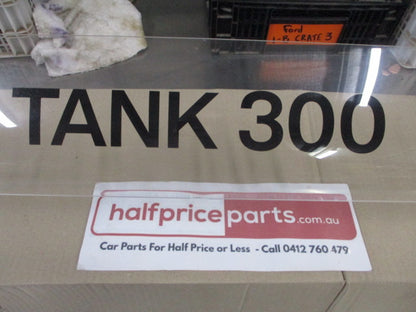 Ford
CRATE 3
TANK 300
halfpriceparts.com.au
Car Parts For Half Price or Less - Call 0412 760 479